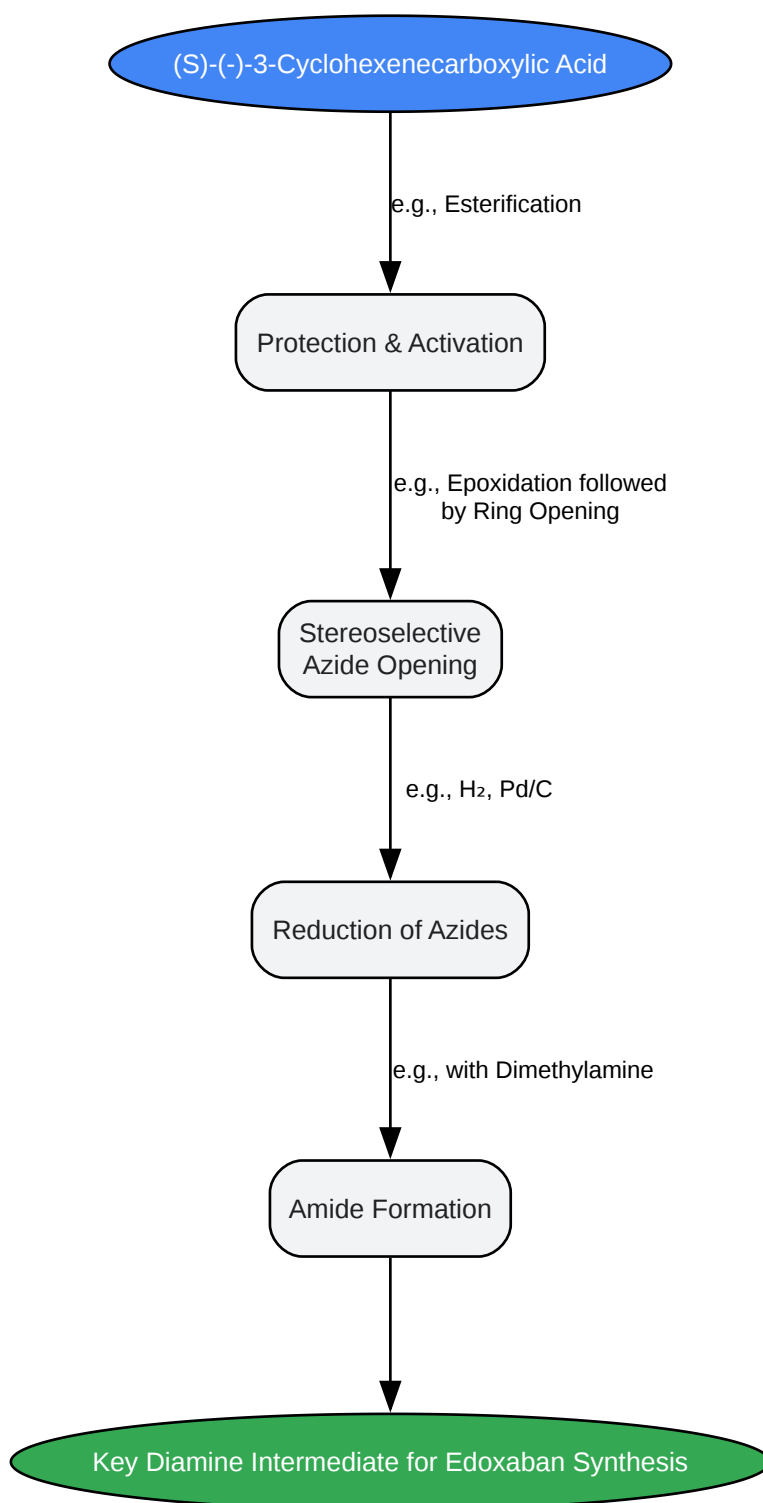 (S)-(-)-3-Cyclohexenecarboxylic Acid
e.g., Esterification
Protection & Activation
e.g., Epoxidation followed
by Ring Opening
Stereoselective
Azide Opening
e.g., H₂, Pd/C
Reduction of Azides
e.g., with Dimethylamine
Amide Formation
Key Diamine Intermediate for Edoxaban Synthesis